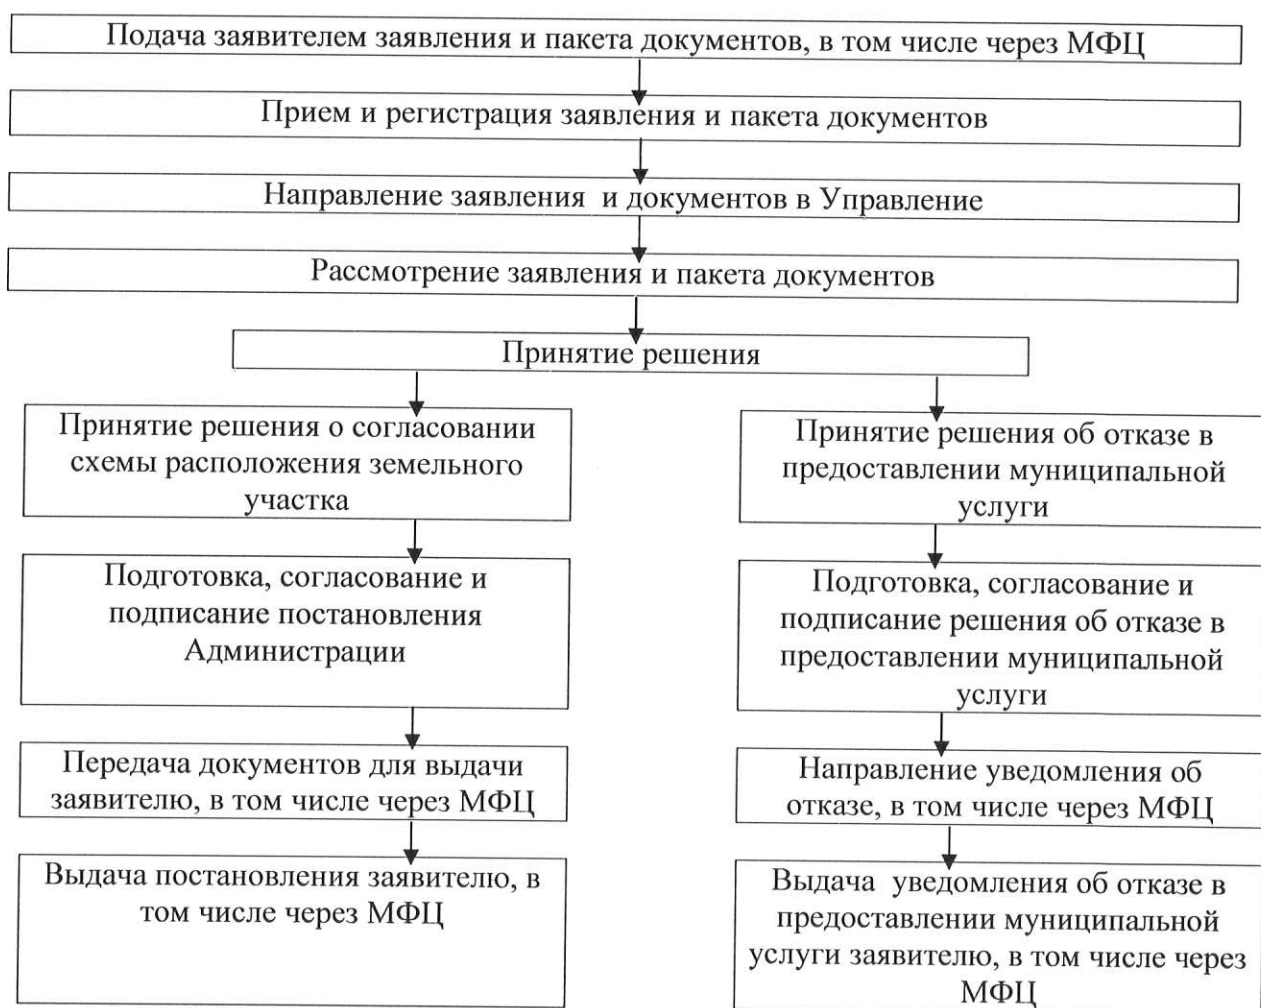 Подача заявителем заявления и пакета документов, в том числе через МФЦ
Прием и регистрация заявления и пакета документов
Направление заявления и документов в Управление
Рассмотрение заявления и пакета документов
Принятие решения
Принятие решения о согласовании
схемы расположения земельного
участка
Подготовка, согласование и
подписание постановления
Администрации
Передача документов для выдачи
заявителю, в том числе через МФЦ
Выдача постановления заявителю, в
том числе через МФЦ
Принятие решения об отказе в
предоставлении муниципальной
услуги
Подготовка, согласование и
подписание решения об отказе в
предоставлении муниципальной
услуги
Направление уведомления об
отказе, в том числе через МФЦ
Выдача уведомления об отказе в
предоставлении муниципальной
услуги заявителю, в том числе через
МФЦ